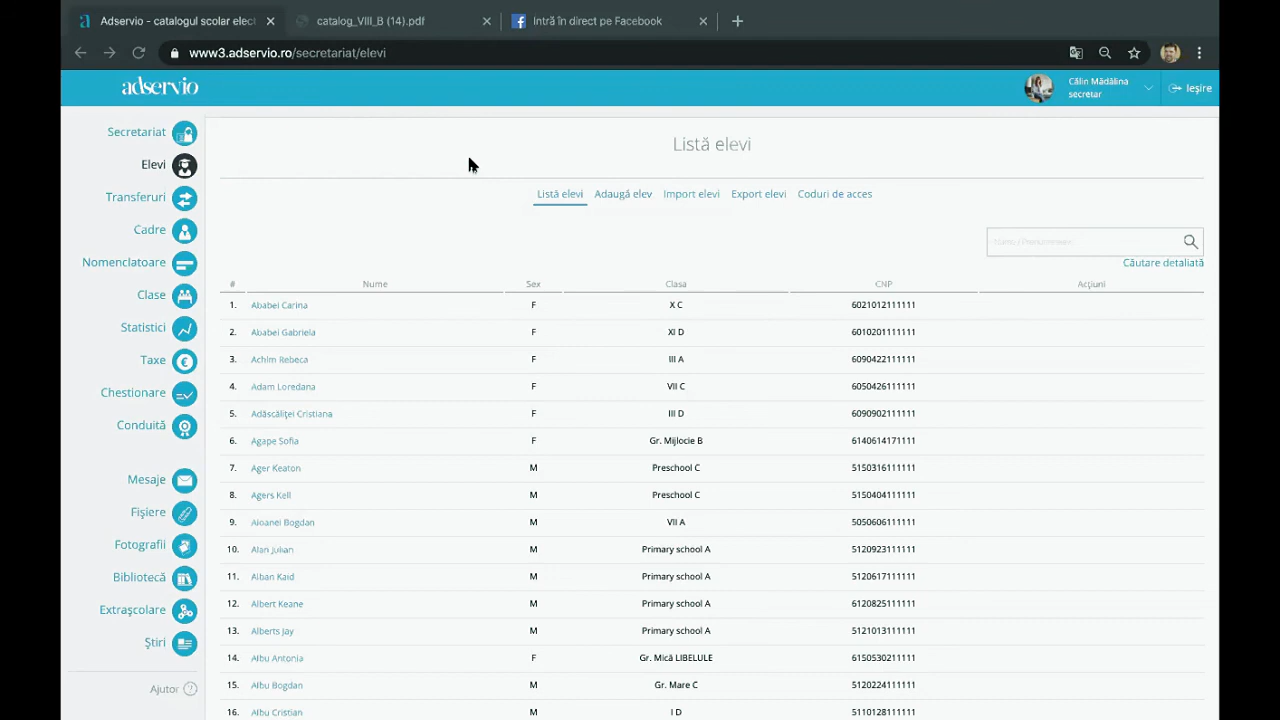 Adservio - catalogul scolar elect
catalog_VIII_B (14).pdf
Intră în direct pe Facebook
www3.adservio.ro/secretariat/elevi
adservio
Călin Mădălina
secretar
Ieșire
Secretariat
Elevi
Transferuri
Cadre
Nomenclatoare
Clase
Statistici
Taxe
Chestionare
Conduită
Mesaje
Fișiere
Fotografii
Bibliotecă
Extrașcolare
Știri
Ajutor ?
Listă elevi
Listă elevi Adaugă elev Import elevi Export elevi Coduri de acces
Căutare detaliată
# Nume Sex Clasa CNP Acțiuni
1. Ababei Carina F X C 6021012111111
2. Ababei Gabriela F XI D 6010201111111
3. Achim Rebeca F III A 6090422111111
4. Adam Loredana F VII C 6050426111111
5. Adăscăliței Cristiana F III D 6090902111111
6. Agape Sofia F Gr. Mijlocie B 6140614171111
7. Ager Keaton M Preschool C 5150316111111
8. Agers Kell M Preschool C 5150404111111
9. Aioanei Bogdan M VII A 5050606111111
10. Alan Julian M Primary school A 5120923111111
11. Alban Kaid M Primary school A 5120617111111
12. Albert Keane M Primary school A 6120825111111
13. Alberts Jay M Primary school A 5121013111111
14. Albu Antonia F Gr. Mică LIBELULE 6150530211111
15. Albu Bogdan M Gr. Mare C 5120224111111
16. Albu Cristian M I D 5110128111111